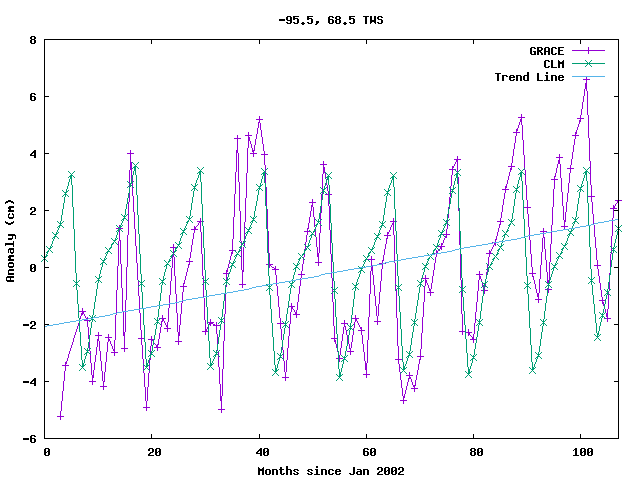 -95.5, 68.5 TWS
GRACE
CLM
Trend Line
8
6
4
2
0
-2
-4
-6
Anomaly (cm)
0 20 40 60 80 100
Months since Jan 2002